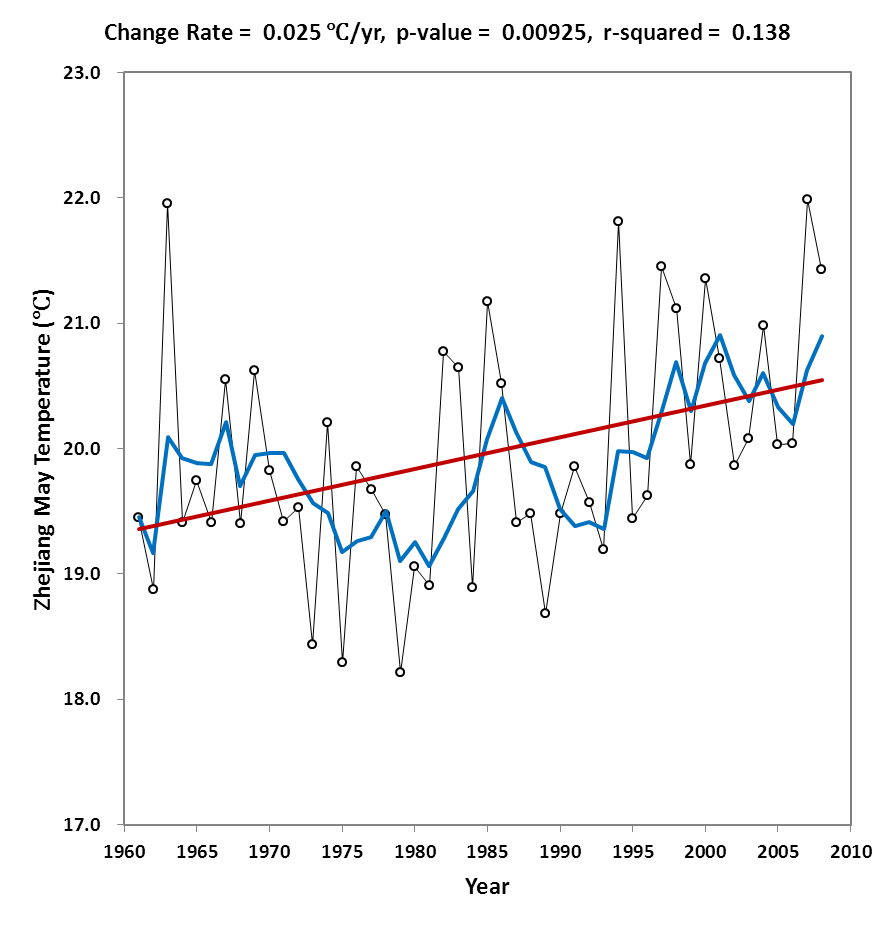 Change Rate = 0.025 ℃/yr, p-value = 0.00925, r-squared = 0.138
23.0
22.0
21.0
20.0
19.0
18.0
17.0
Zhejiang May Temperature (℃)
1960 1965 1970 1975 1980 1985 1990 1995 2000 2005 2010
Year